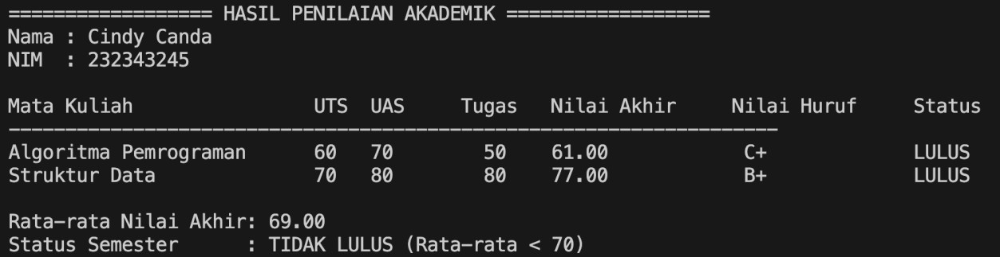 ================== HASIL PENILAIAN AKADEMIK ==================
Nama : Cindy Canda
NIM  : 232343245

Mata Kuliah                UTS  UAS     Tugas   Nilai Akhir     Nilai Huruf     Status
--------------------------------------------------------------------
Algoritma Pemrograman      60   70        50    61.00            C+             LULUS
Struktur Data              70   80        80    77.00            B+             LULUS

Rata-rata Nilai Akhir: 69.00
Status Semester      : TIDAK LULUS (Rata-rata < 70)